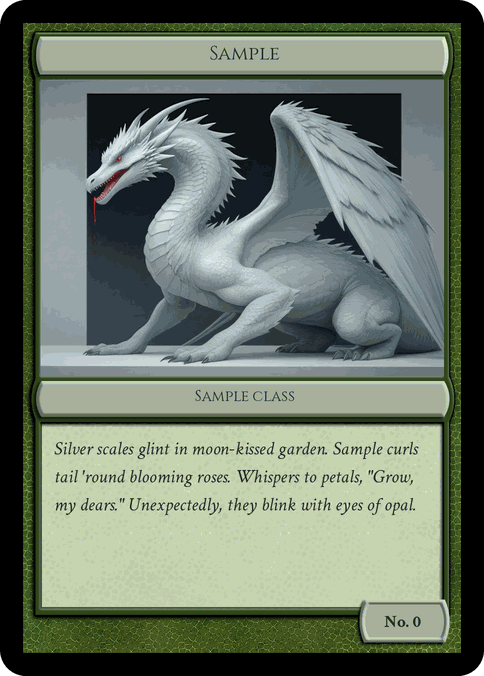 Sample
Sample class
Silver scales glint in moon-kissed garden. Sample curls
tail 'round blooming roses. Whispers to petals, "Grow,
my dears." Unexpectedly, they blink with eyes of opal.
No. 0